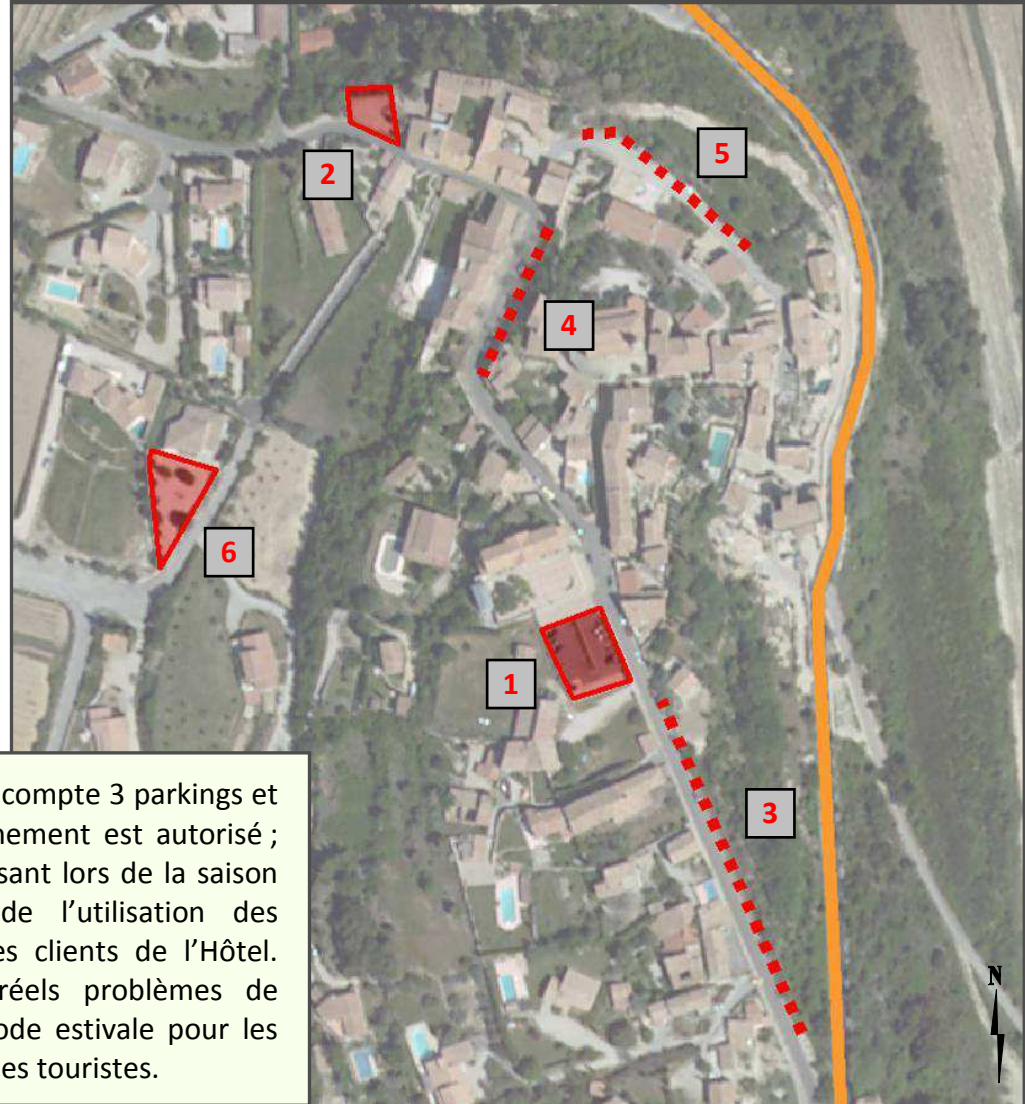 2
5
4
6
1
3
N
compte 3 parkings et
nement est autorisé ;
sant lors de la saison
de l’utilisation des
es clients de l’Hôtel.
réels problèmes de
ode estivale pour les
es touristes.